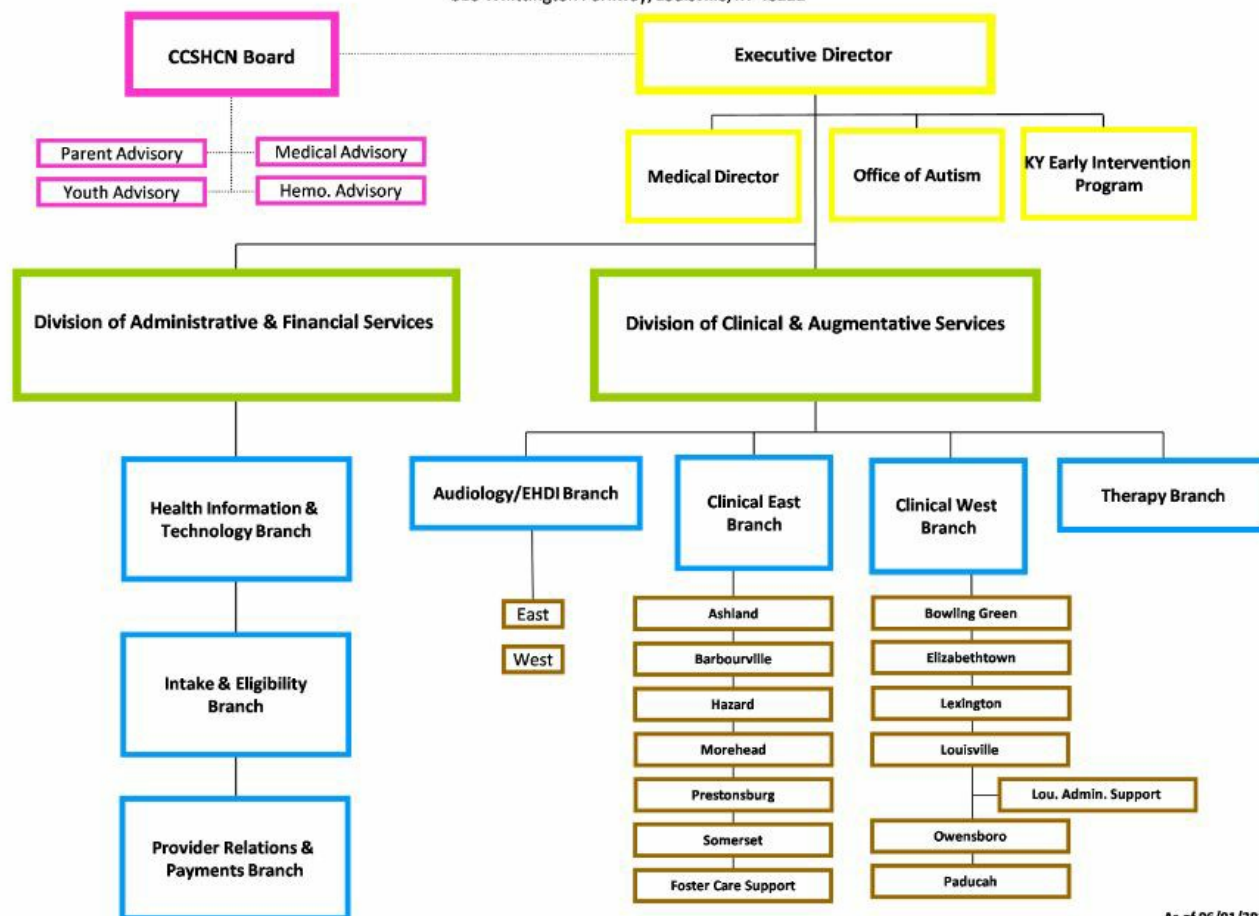 CCSHCN Board
Executive Director
Parent Advisory
Medical Advisory
Youth Advisory
Hemo. Advisory
Medical Director
Office of Autism
KY Early Intervention
Program
Division of Administrative & Financial Services
Division of Clinical & Augmentative Services
Health Information &
Technology Branch
Intake & Eligibility
Branch
Provider Relations &
Payments Branch
Audiology/EHDI Branch
East
West
Clinical East
Branch
Ashland
Barbourville
Hazard
Morehead
Prestonsburg
Somerset
Foster Care Support
Clinical West
Branch
Bowling Green
Elizabethtown
Lexington
Louisville
Lou. Admin. Support
Owensboro
Paducah
Therapy Branch
As of